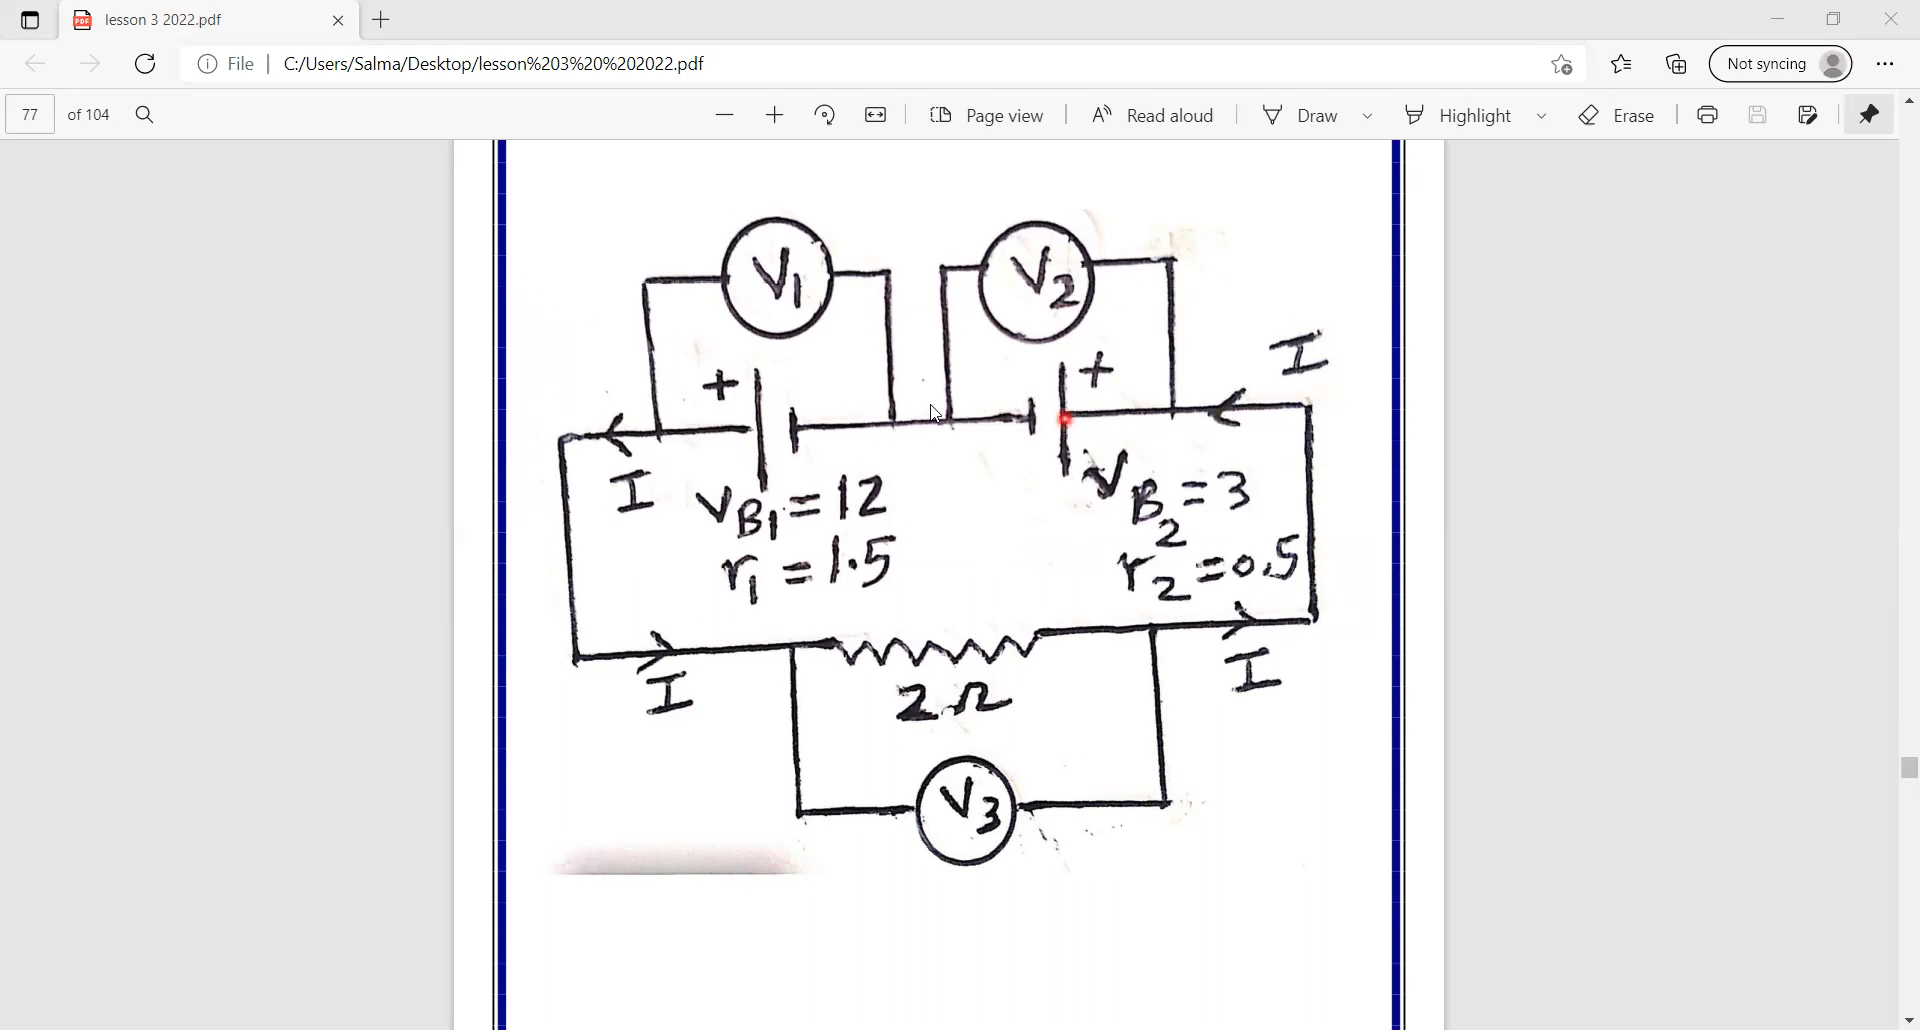 lesson 3 2022.pdf
File | C:/Users/Salma/Desktop/lesson%203%20%202022.pdf
Not syncing
77 of 104
Page view
Read aloud
Draw
Highlight
Erase
V1
V2
+
+
I
I
VB1 = 12
r1 = 1.5
VB2 = 3
r2 = 0.5
I
2Ω
I
V3